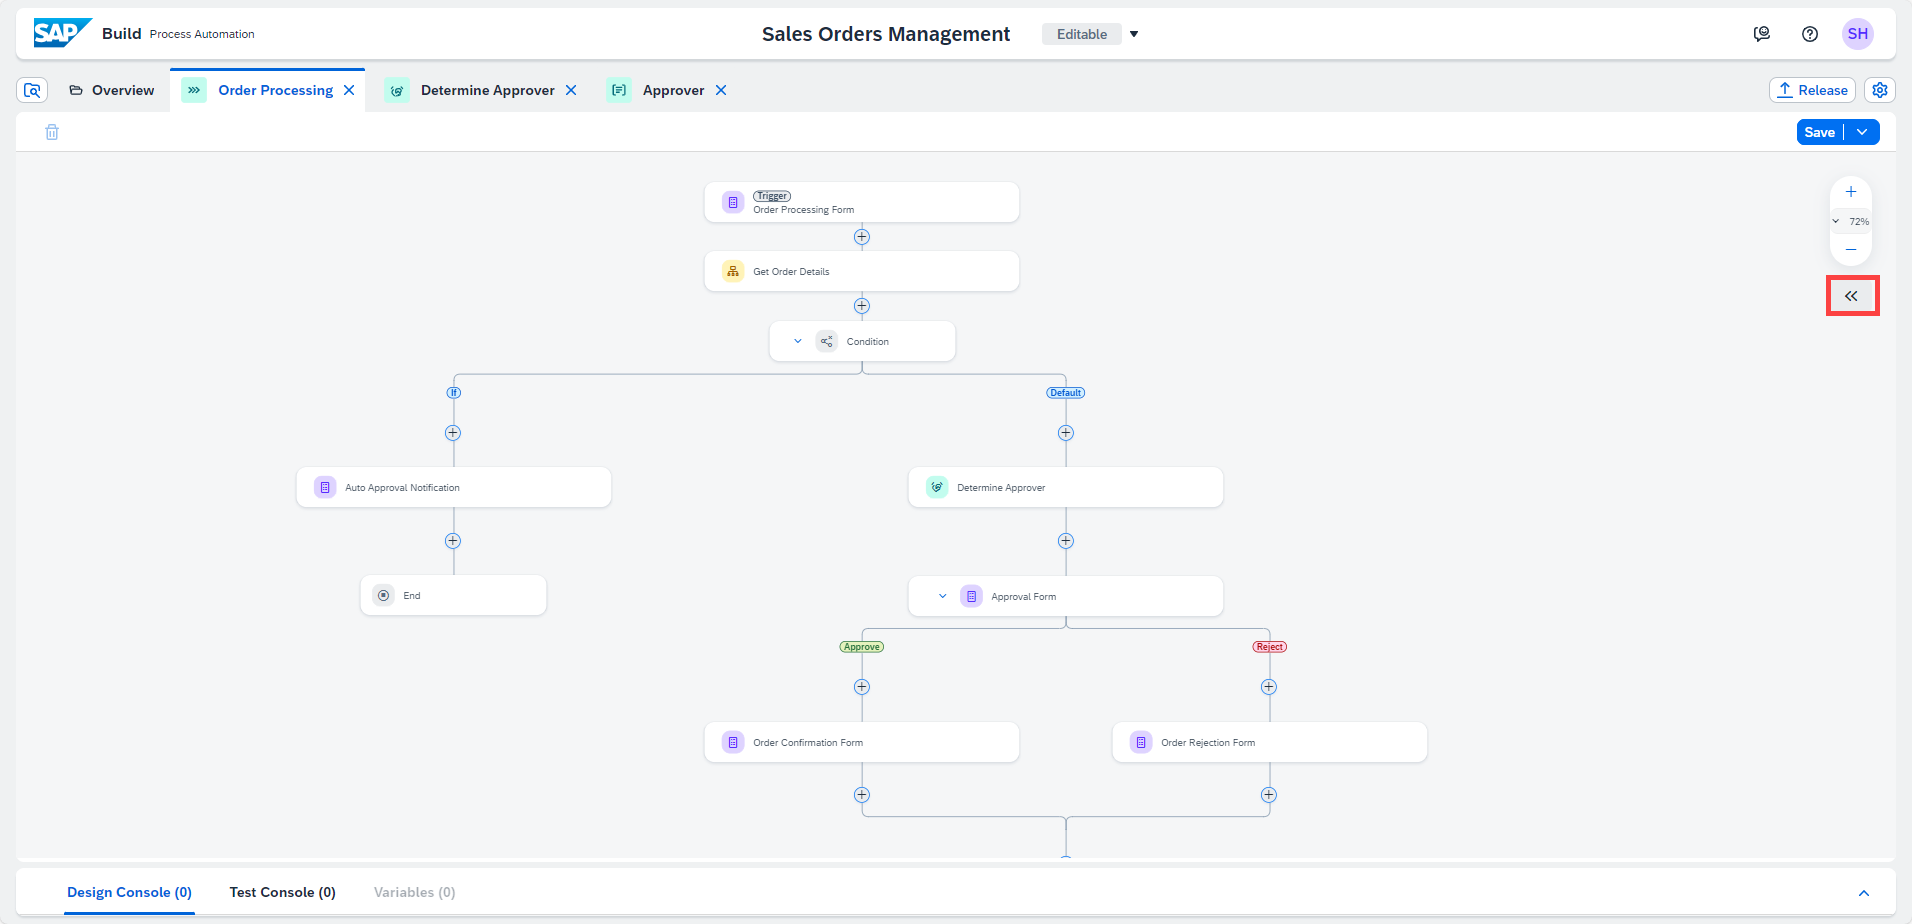 SAP Build Process Automation
Sales Orders Management
Editable
SH
Overview
Order Processing
Determine Approver
Approver
Release
Save
Trigger
Order Processing Form
72%
Get Order Details
Condition
If
Default
Auto Approval Notification
Determine Approver
End
Approval Form
Approve
Reject
Order Confirmation Form
Order Rejection Form
Design Console (0)
Test Console (0)
Variables (0)